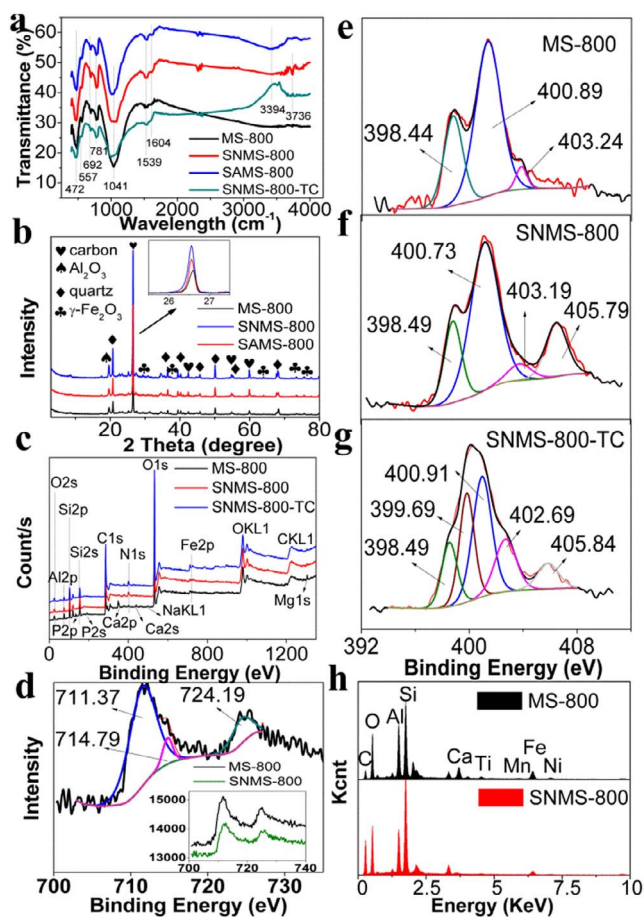 a
Transmittance (%)
60
50
40
30
20
10
472
557
692
781
1041
1539
1604
3394
3736
MS-800
SNMS-800
SAMS-800
SNMS-800-TC
1000 2000 3000 4000
Wavelength (cm⁻¹)
b
Intensity
♥ carbon
♠ Al₂O₃
♦ quartz
♣ γ-Fe₂O₃
26 27
MS-800
SNMS-800
SAMS-800
20 40 60 80
2 Theta (degree)
c
Count/s
O2s
Si2p
Si2s
Al2p
P2p
P2s
C1s
Ca2p
N1s
Ca2s
O1s
NaKL1
Fe2p
OKL1
CKL1
Mg1s
MS-800
SNMS-800
SNMS-800-TC
0 400 800 1200
Binding Energy (eV)
d
Intensity
711.37
714.79
724.19
MS-800
SNMS-800
15000
14000
13000
700 720 740
700 710 720 730
Binding Energy (eV)
e
MS-800
398.44
400.89
403.24
f
SNMS-800
398.49
400.73
403.19
405.79
g
SNMS-800-TC
400.91
399.69
398.49
402.69
405.84
392 400 408
Binding Energy (eV)
h
Kcnt
C
O
Al
Si
Ca
Ti
Mn
Fe
Ni
MS-800
SNMS-800
0 2.5 5.0 7.5 10
Energy (KeV)